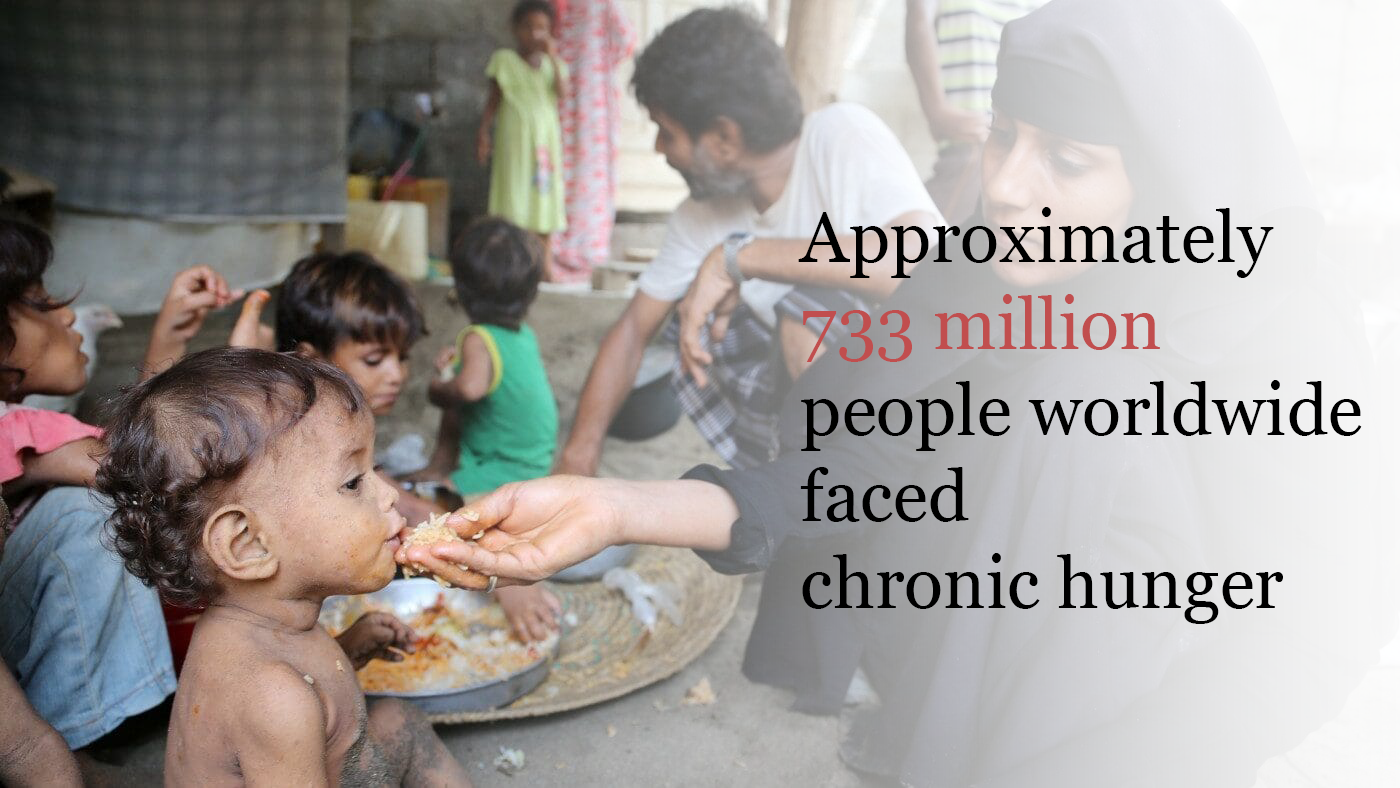 Approximately
733 million
people worldwide
faced
chronic hunger